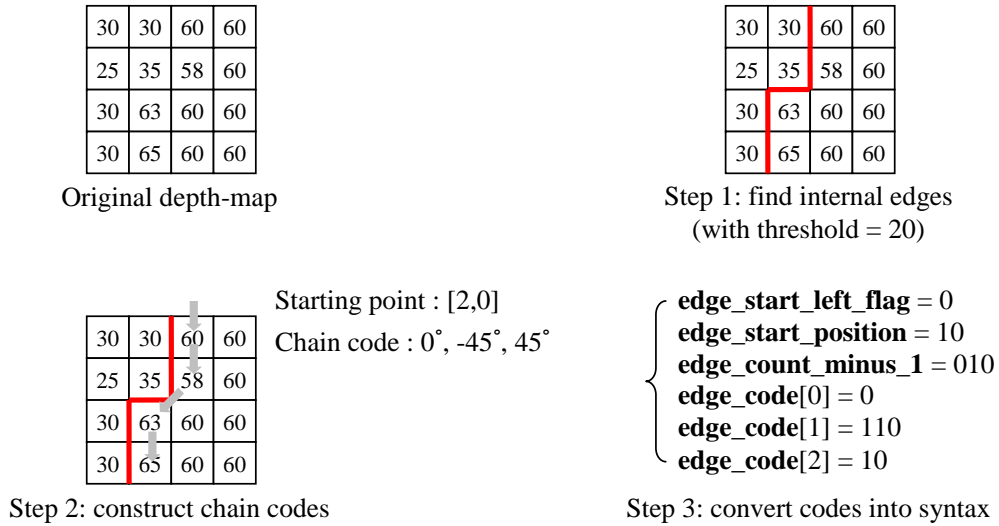 30 30 60 60
25 35 58 60
30 63 60 60
30 65 60 60
Original depth-map
30 30 60 60
25 35 58 60
30 63 60 60
30 65 60 60
Step 1: find internal edges
(with threshold = 20)
30 30 60 60
25 35 58 60
30 63 60 60
30 65 60 60
Starting point : [2,0]
Chain code : 0˚, -45˚, 45˚
Step 2: construct chain codes
edge_start_left_flag = 0
edge_start_position = 10
edge_count_minus_1 = 010
edge_code[0] = 0
edge_code[1] = 110
edge_code[2] = 10
Step 3: convert codes into syntax